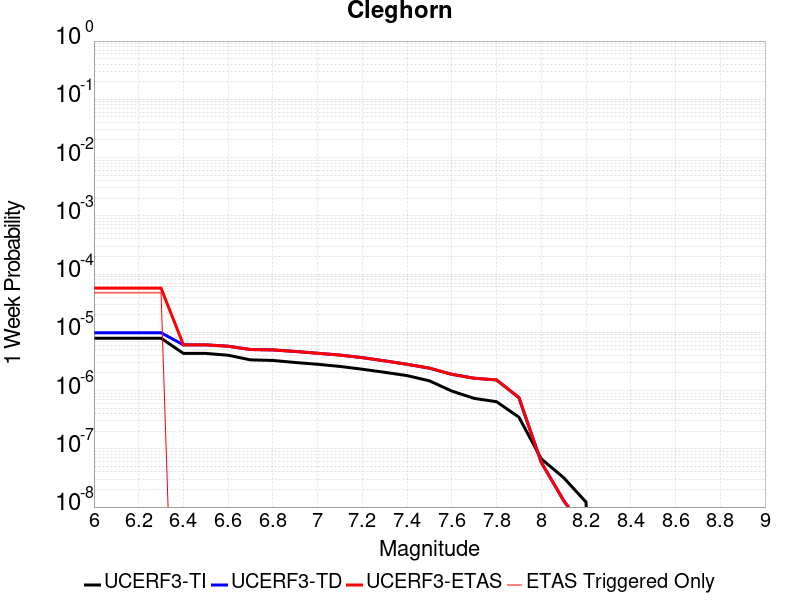 Cleghorn
10^0
10^-1
10^-2
10^-3
10^-4
10^-5
10^-6
10^-7
10^-8
1 Week Probability
6 6.2 6.4 6.6 6.8 7 7.2 7.4 7.6 7.8 8 8.2 8.4 8.6 8.8 9
Magnitude
UCERF3-TI UCERF3-TD UCERF3-ETAS ETAS Triggered Only